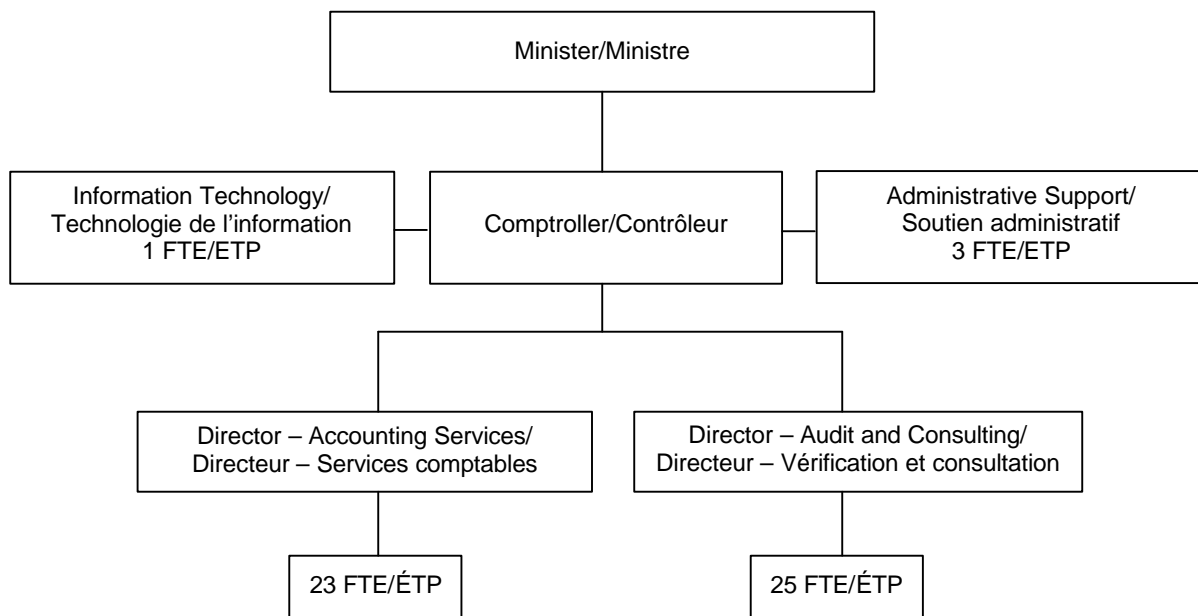 Minister/Ministre
Information Technology/
Technologie de l'information
1 FTE/ETP
Comptroller/Contrôleur
Administrative Support/
Soutien administratif
3 FTE/ETP
Director – Accounting Services/
Directeur – Services comptables
Director – Audit and Consulting/
Directeur – Vérification et consultation
23 FTE/ÉTP
25 FTE/ÉTP